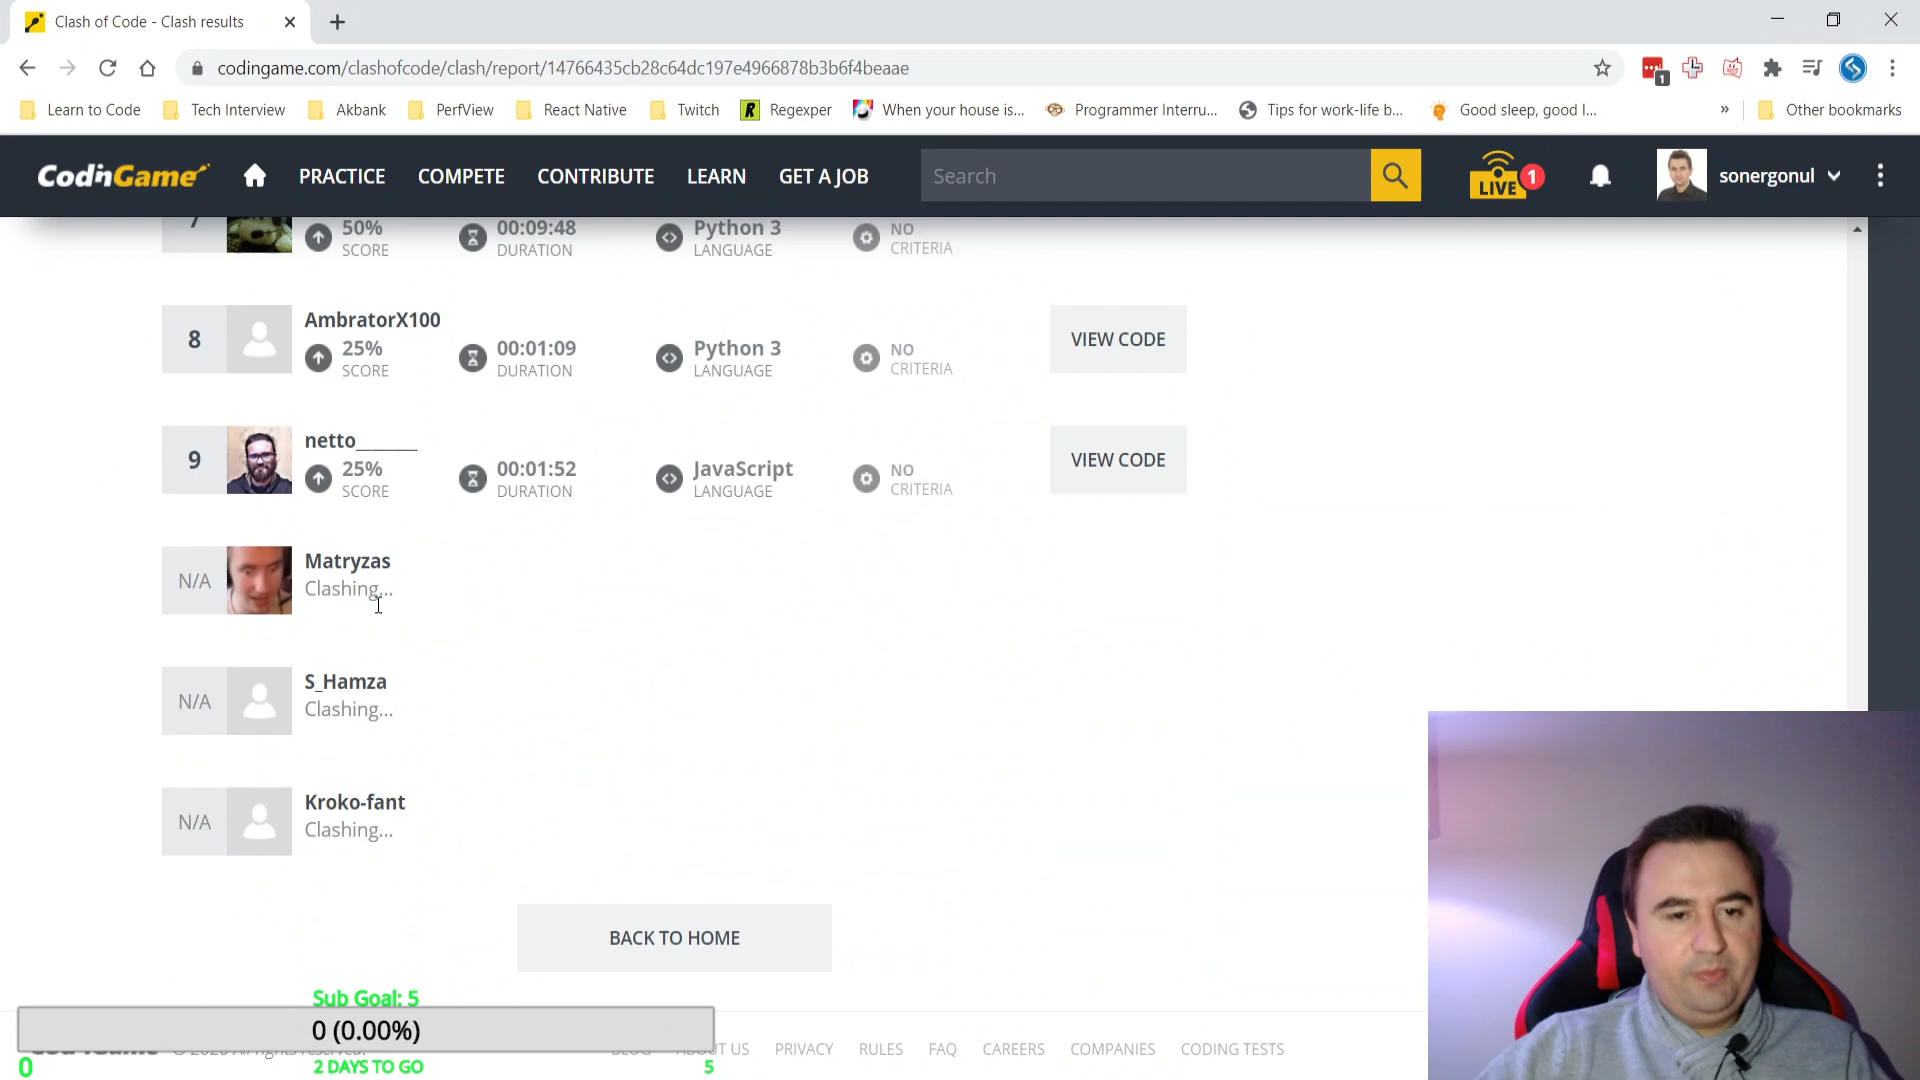 Clash of Code - Clash results
codingame.com/clashofcode/clash/report/14766435cb28c64dc197e4966878b3b6f4beaae
1
Learn to Code
Tech Interview
Akbank
PerfView
React Native
Twitch
R
Regexper
When your house is...
Programmer Interru...
Tips for work-life b...
Good sleep, good l...
»
Other bookmarks
CodinGame
PRACTICE
COMPETE
CONTRIBUTE
LEARN
GET A JOB
Search
LIVE
1
sonergonul
7
50%
SCORE
00:09:48
DURATION
Python 3
LANGUAGE
NO
CRITERIA
8
AmbratorX100
25%
SCORE
00:01:09
DURATION
Python 3
LANGUAGE
NO
CRITERIA
VIEW CODE
9
netto_______
25%
SCORE
00:01:52
DURATION
JavaScript
LANGUAGE
NO
CRITERIA
VIEW CODE
N/A
Matryzas
Clashing...
N/A
S_Hamza
Clashing...
N/A
Kroko-fant
Clashing...
BACK TO HOME
Sub Goal: 5
0 (0.00%)
0
2 DAYS TO GO
5
ABOUT US
PRIVACY
RULES
FAQ
CAREERS
COMPANIES
CODING TESTS